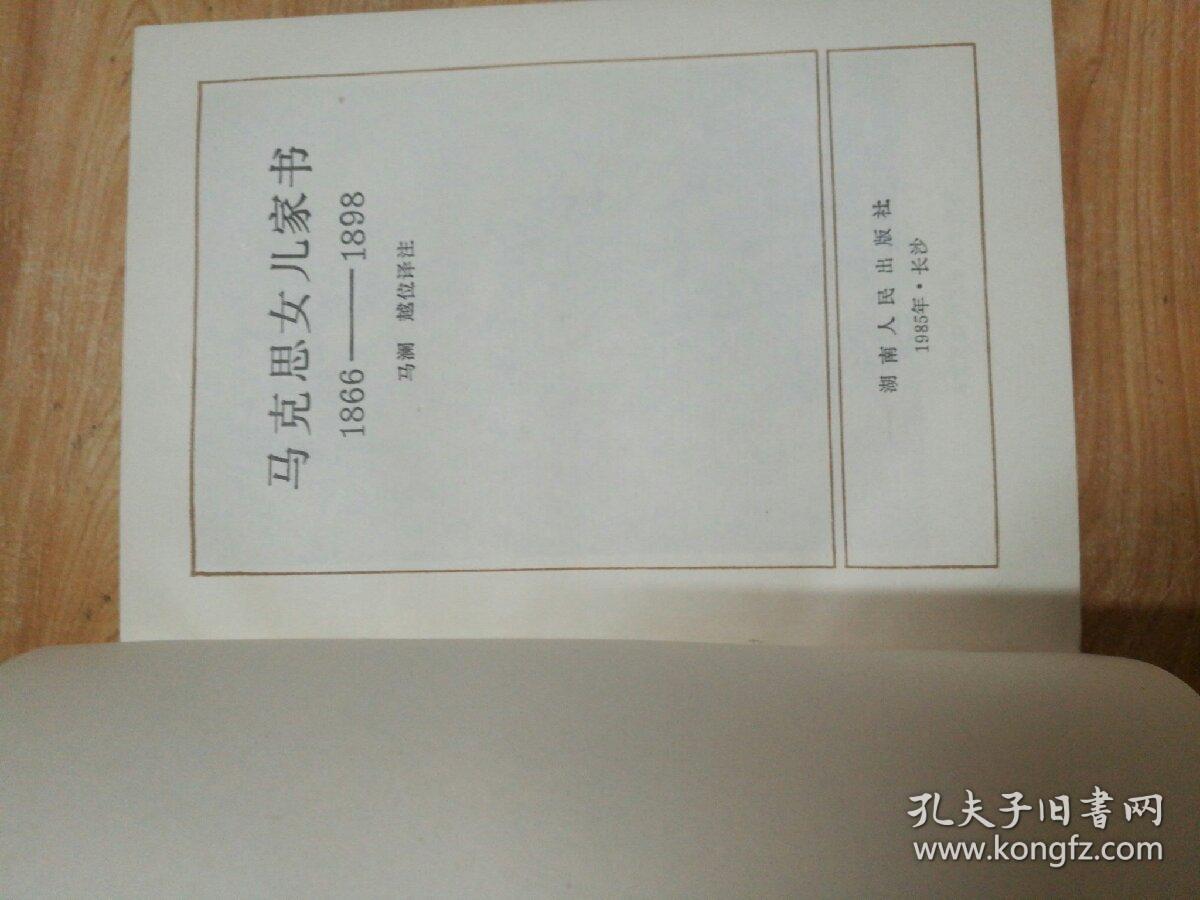 马克思女儿家书
1866——1898
马澜 越位译注
湖南人民出版社
1985年·长沙
孔夫子旧書网
www.kongfz.com